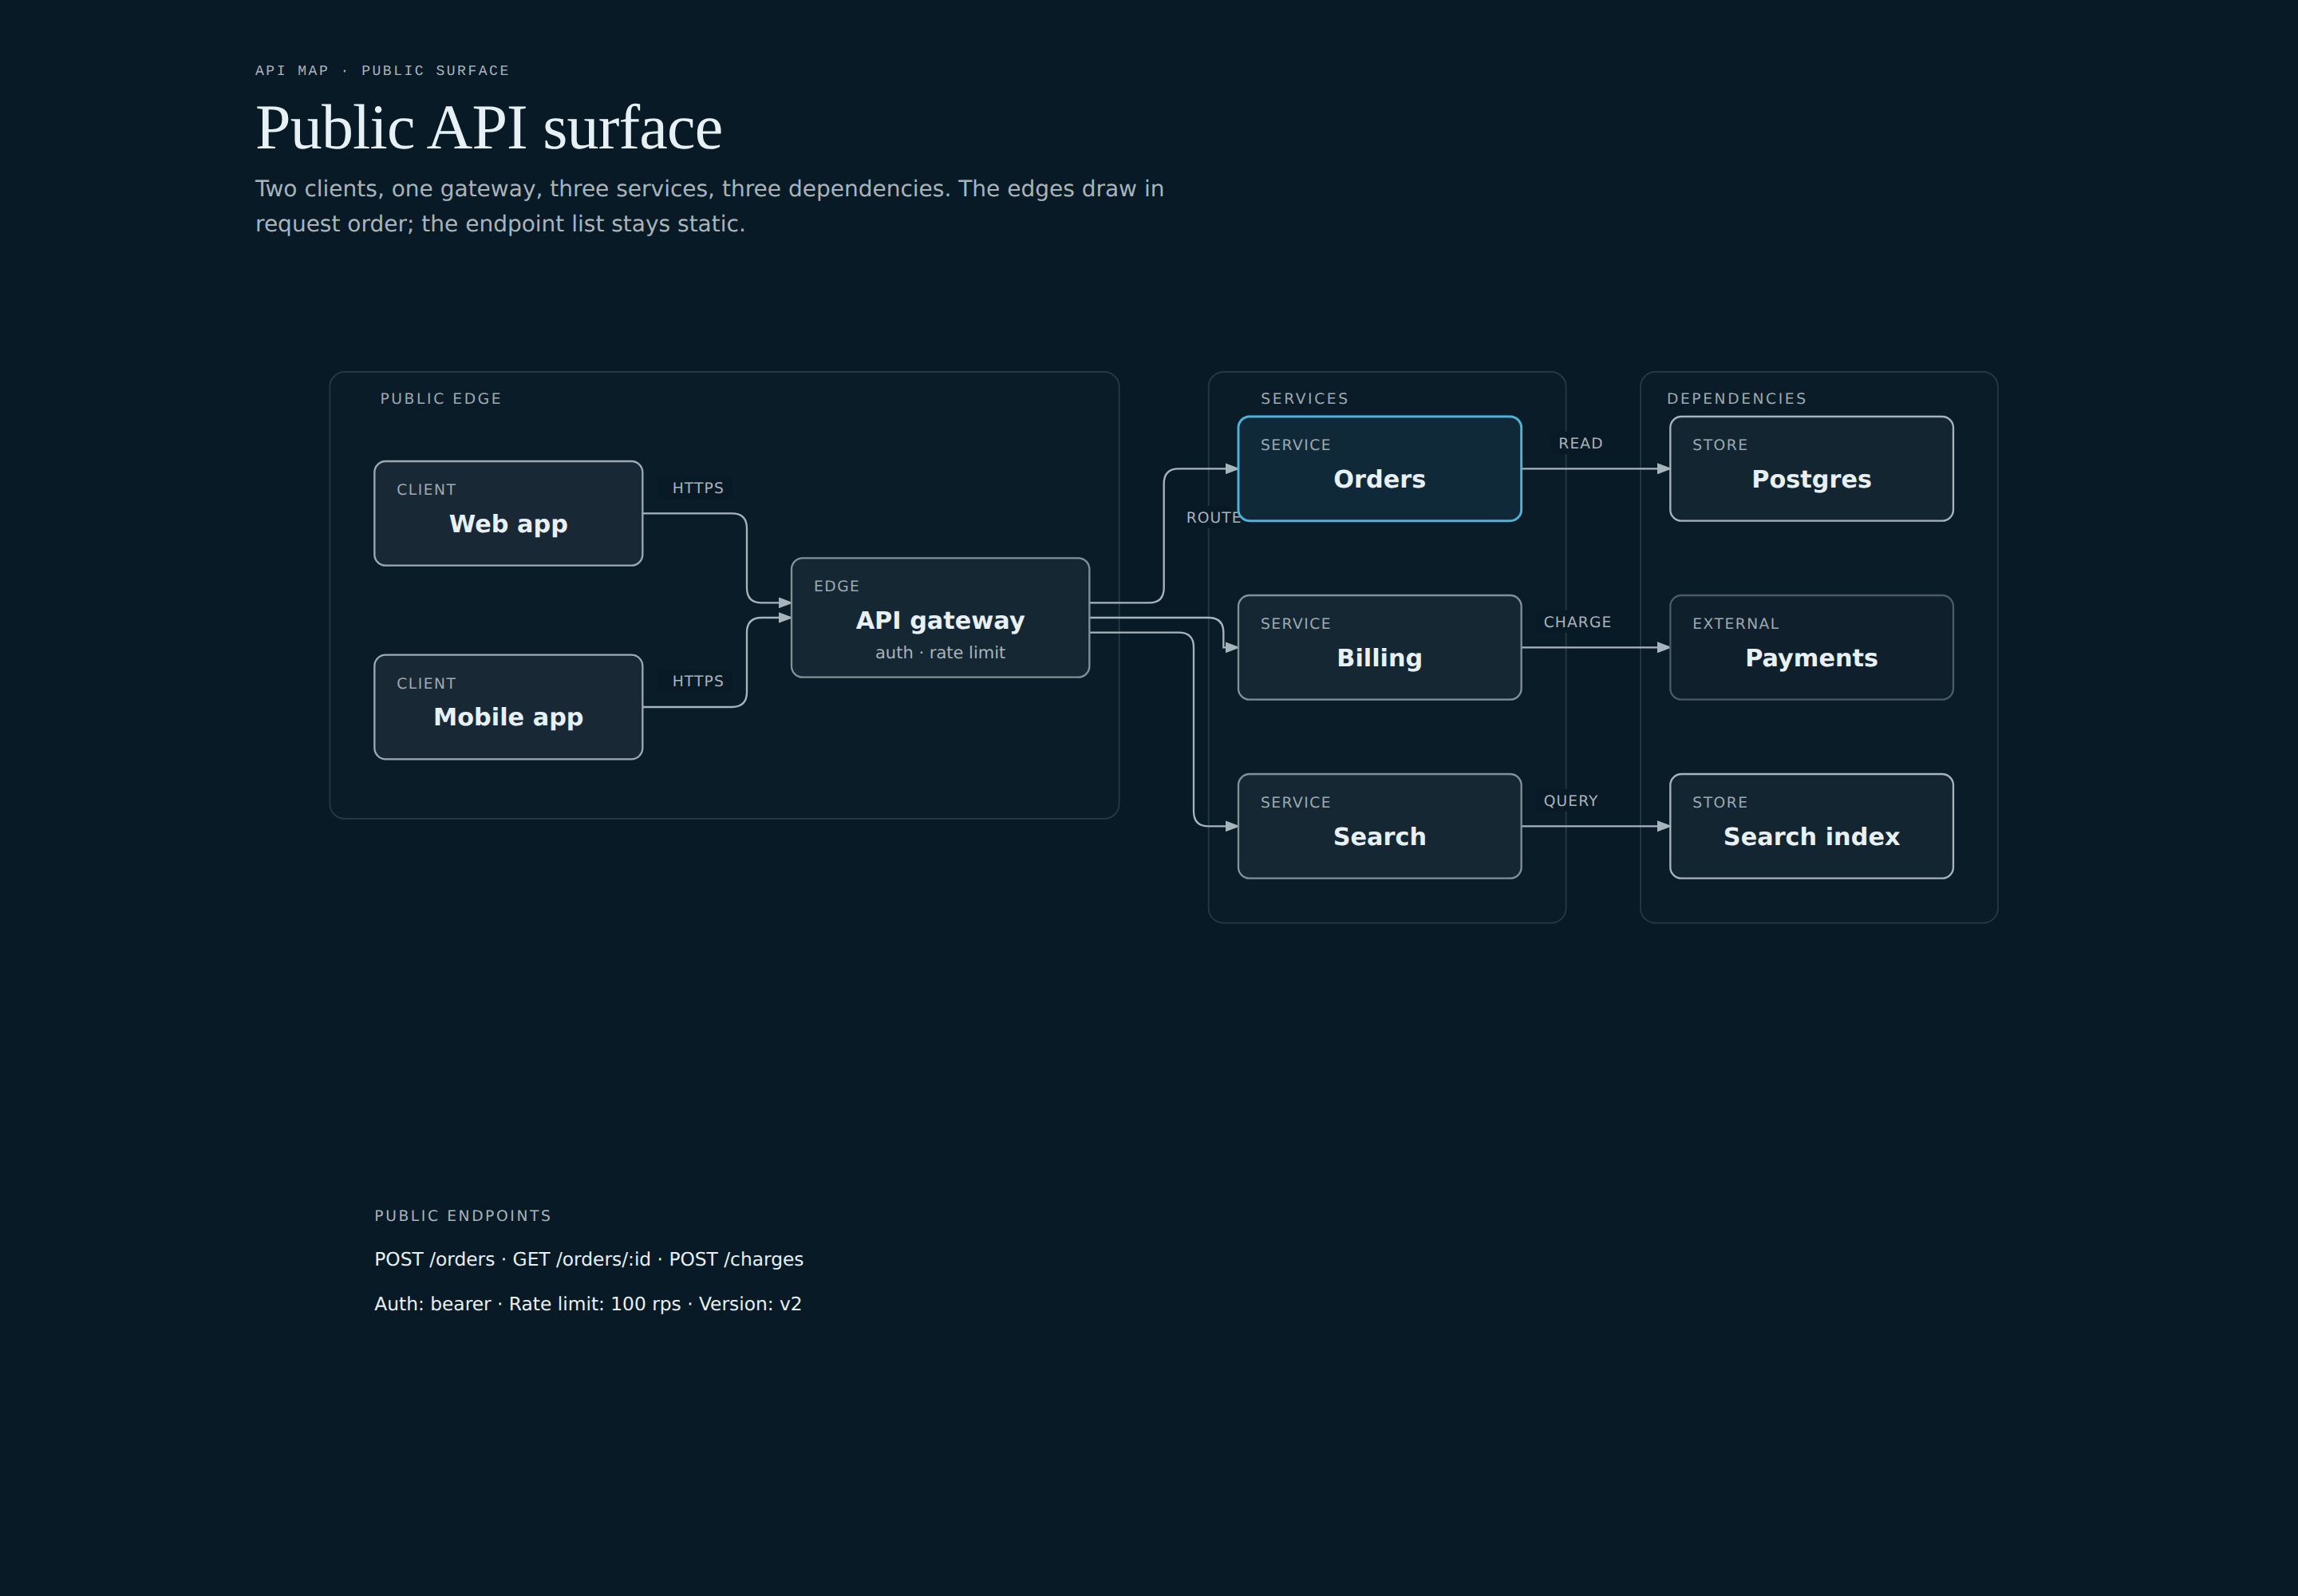 API MAP · PUBLIC SURFACE
Public API surface
Two clients, one gateway, three services, three dependencies. The edges draw in
request order; the endpoint list stays static.
PUBLIC EDGE
CLIENT
Web app
HTTPS
CLIENT
Mobile app
HTTPS
EDGE
API gateway
auth · rate limit
ROUTE
SERVICES
SERVICE
Orders
READ
SERVICE
Billing
CHARGE
SERVICE
Search
QUERY
DEPENDENCIES
STORE
Postgres
EXTERNAL
Payments
STORE
Search index
PUBLIC ENDPOINTS
POST /orders · GET /orders/:id · POST /charges
Auth: bearer · Rate limit: 100 rps · Version: v2